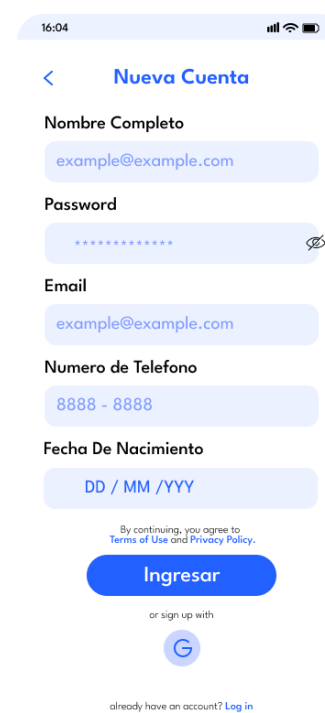 16:04
Nueva Cuenta
Nombre Completo
example@example.com
Password
*************
Email
example@example.com
Numero de Telefono
8888 - 8888
Fecha De Nacimiento
DD / MM /YYY
By continuing, you agree to
Terms of Use and Privacy Policy.
Ingresar
or sign up with
G
already have an account? Log in